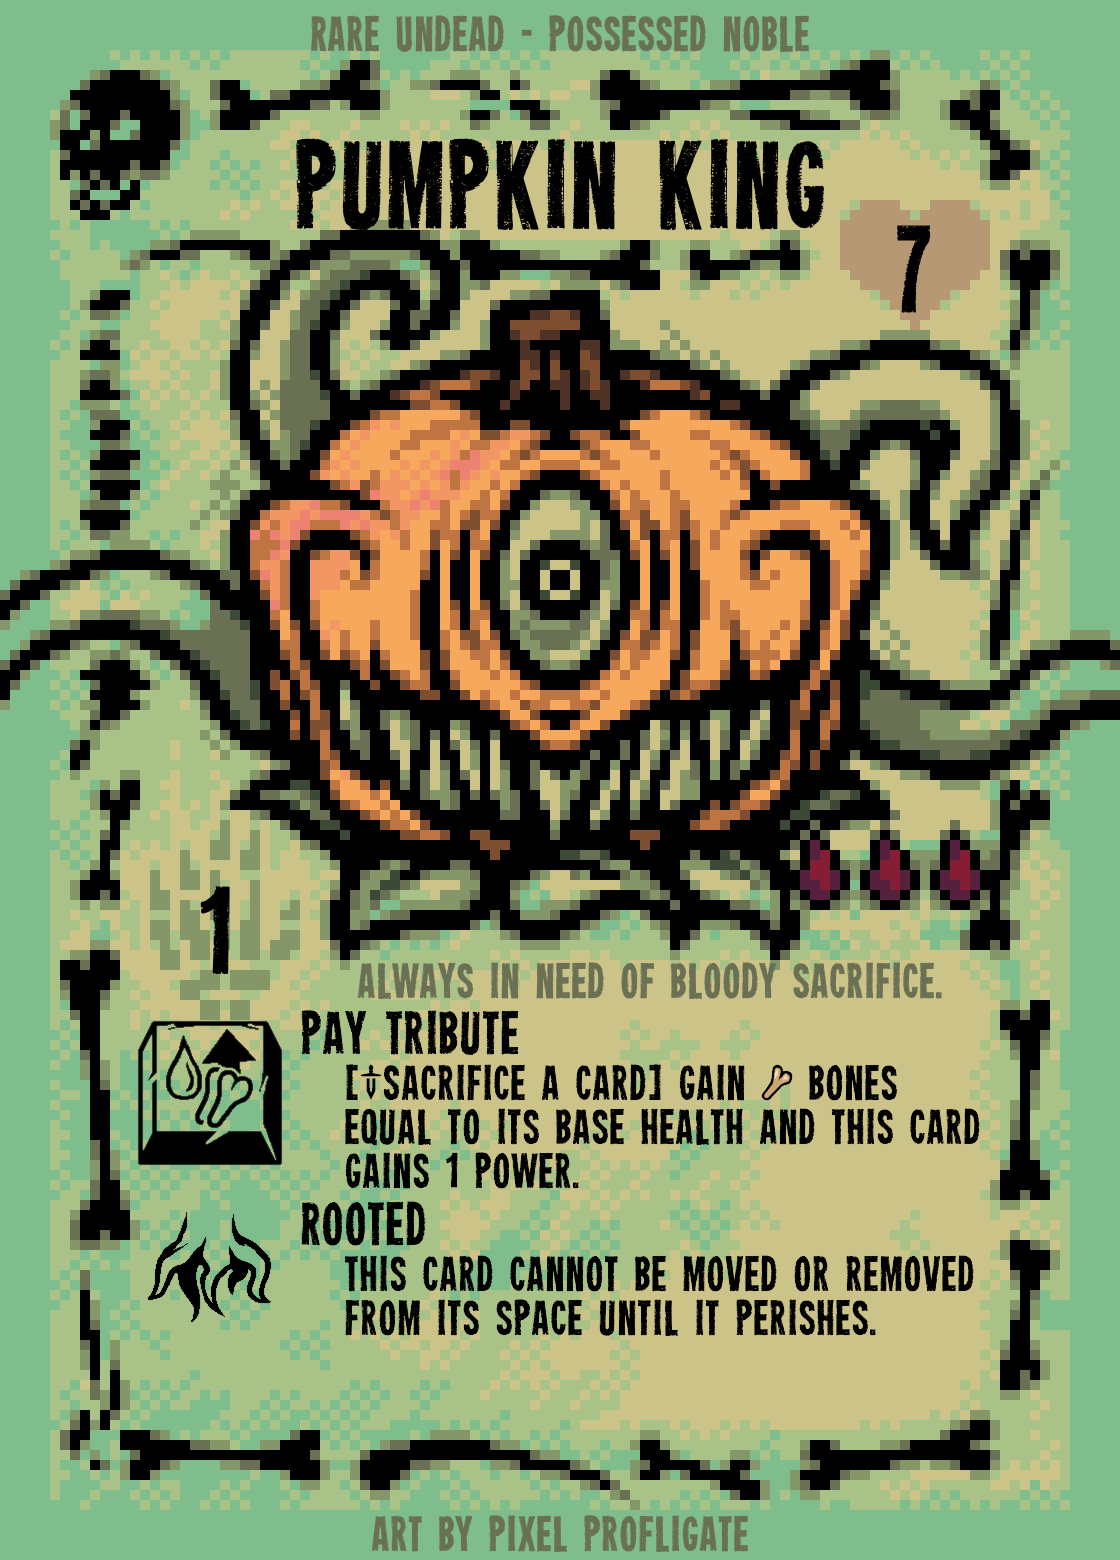 RARE UNDEAD - POSSESSED NOBLE
PUMPKIN KING
7
1
ALWAYS IN NEED OF BLOODY SACRIFICE.
PAY TRIBUTE
[SACRIFICE A CARD] GAIN BONES
EQUAL TO ITS BASE HEALTH AND THIS CARD
GAINS 1 POWER.
ROOTED
THIS CARD CANNOT BE MOVED OR REMOVED
FROM ITS SPACE UNTIL IT PERISHES.
ART BY PIXEL PROFLIGATE